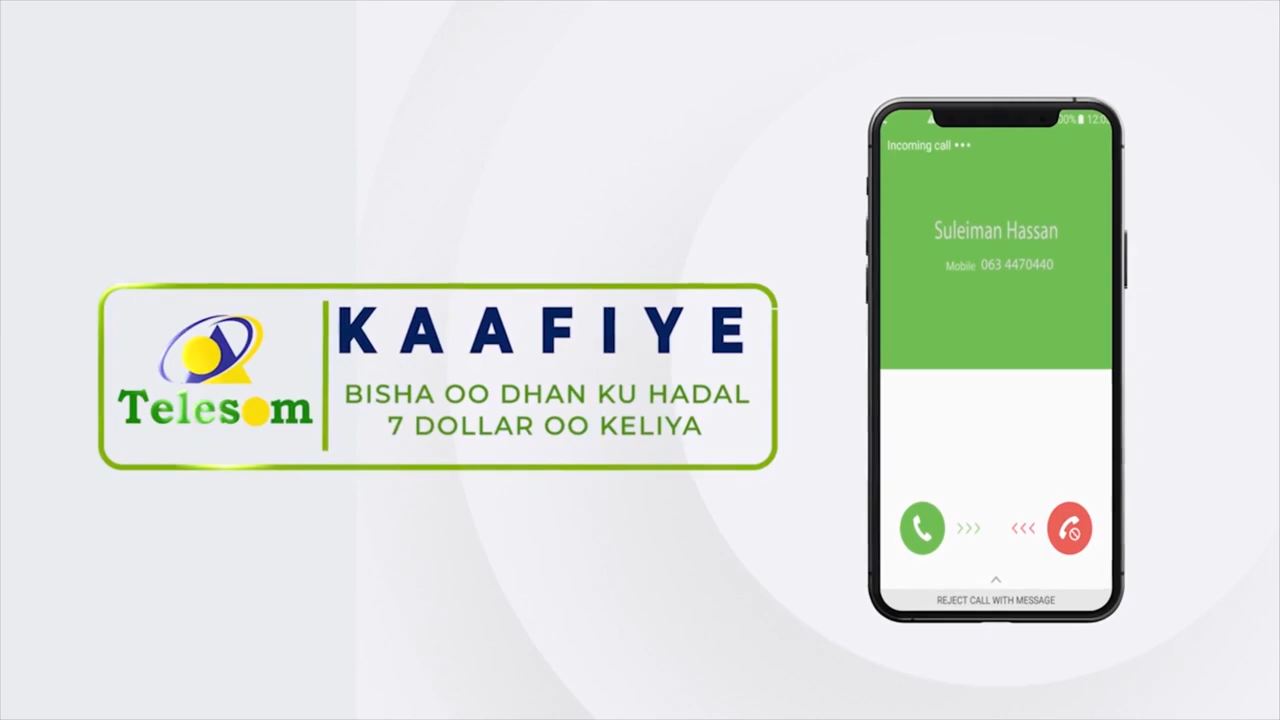 Telesom
KAAFIYE
BISHA OO DHAN KU HADAL
7 DOLLAR OO KELIYA
Incoming call •••
Suleiman Hassan
Mobile 063 4470440
REJECT CALL WITH MESSAGE